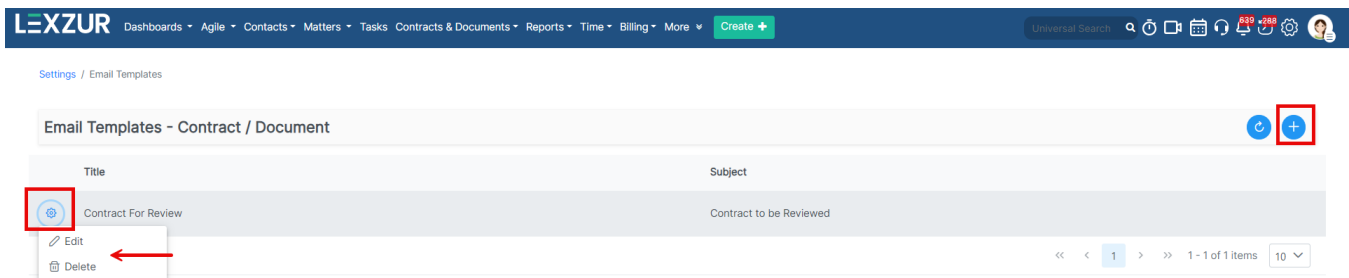 LEXZUR Dashboards Agile Contacts Matters Tasks Contracts & Documents Reports Time Billing More Create + Universal Search 639 -288
Settings / Email Templates
Email Templates - Contract / Document
Title Subject
Contract For Review Contract to be Reviewed
Edit
Delete
<< < 1 > >> 1 - 1 of 1 items 10